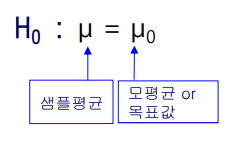 H₀ : μ = μ₀
샘플평균
모평균 or
목표값